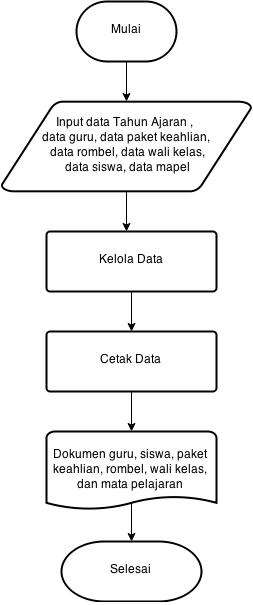 Mulai
Input data Tahun Ajaran ,
data guru, data paket keahlian,
data rombel, data wali kelas,
data siswa, data mapel
Kelola Data
Cetak Data
Dokumen guru, siswa, paket
keahlian, rombel, wali kelas,
dan mata pelajaran
Selesai